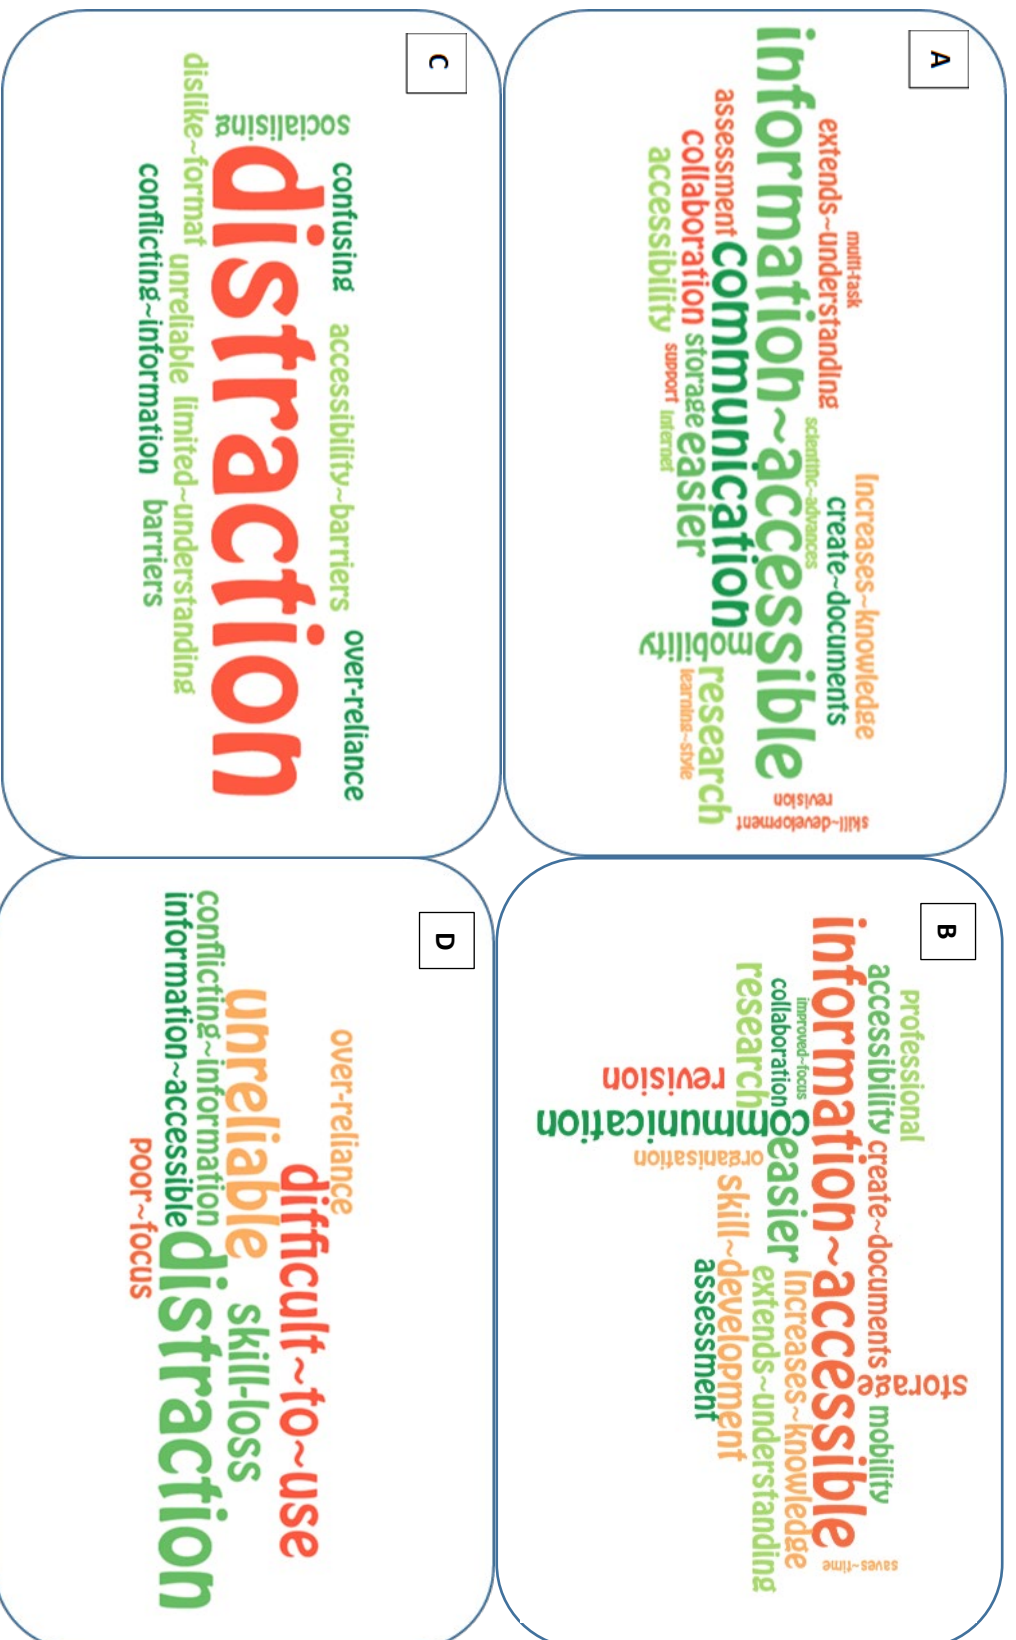 A
multi-task
increases~knowledge
extends~understanding
create~documents
scientific~advances
information~accessible
skill~development
revision
assessment
communication
mobility
collaboration
storage
easier
research
learning~style
accessibility
support
internet
B
professional
storage
accessibility
create~documents
mobility
saves~time
information~accessible
improved~focus
increases~knowledge
collaboration
easier
communication
research
extends~understanding
revision
organisation
skill~development
assessment
C
over-reliance
confusing
accessibility~barriers
socialising
distraction
dislike~format
unreliable
limited~understanding
conflicting~information
barriers
D
over-reliance
difficult~to~use
unreliable
skill-loss
conflicting~information
information~accessible
distraction
poor~focus